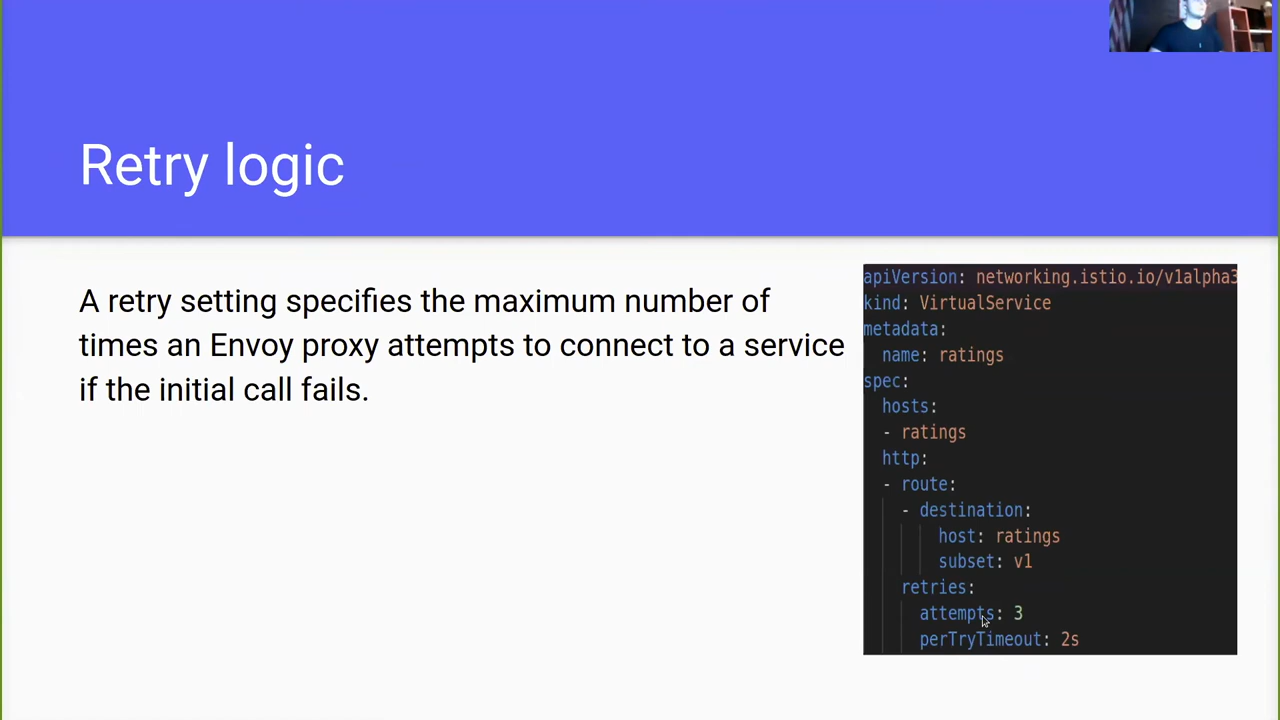 Retry logic
A retry setting specifies the maximum number of
times an Envoy proxy attempts to connect to a service
if the initial call fails.
apiVersion: networking.istio.io/v1alpha3
kind: VirtualService
metadata:
  name: ratings
spec:
  hosts:
  - ratings
  http:
  - route:
    - destination:
        host: ratings
        subset: v1
    retries:
      attempts: 3
      perTryTimeout: 2s